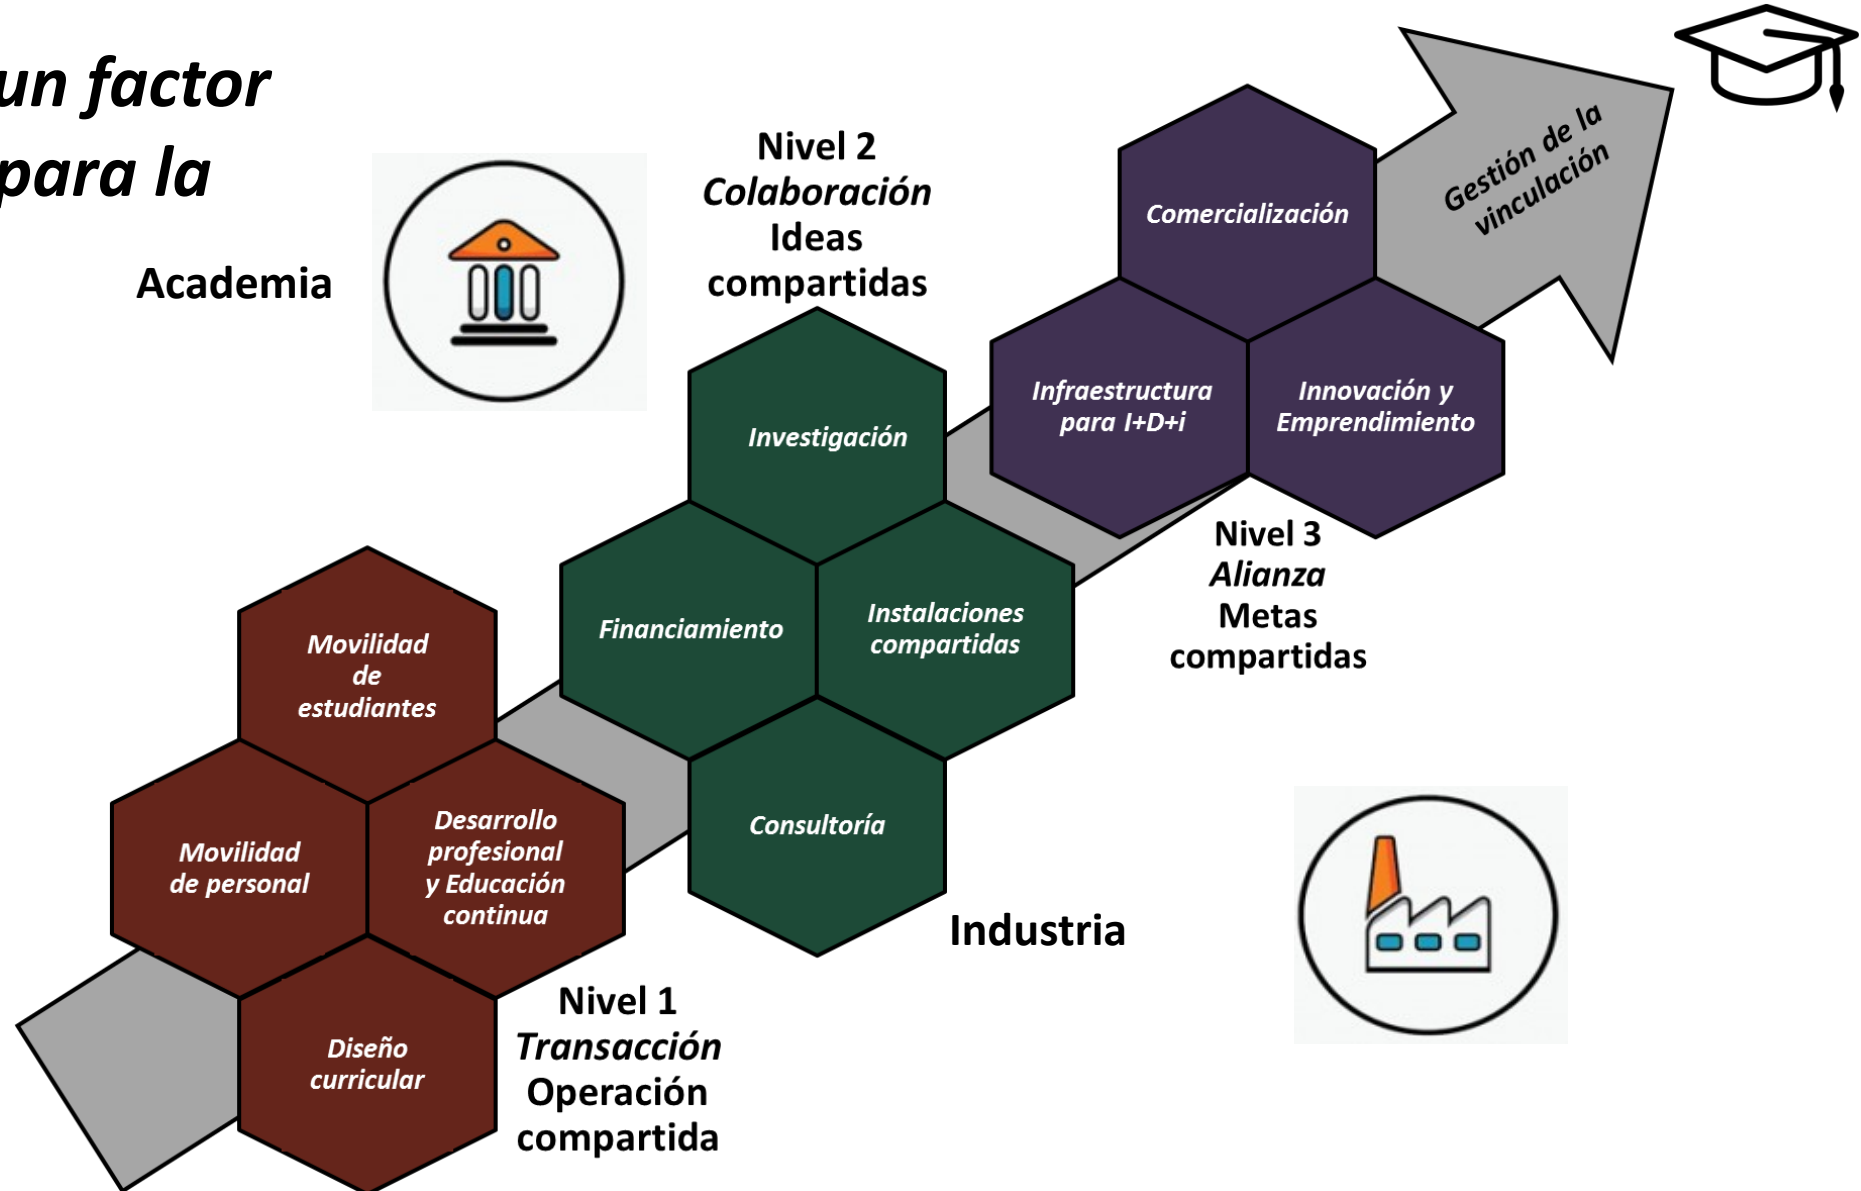 un factor
para la
Academia
Nivel 2
Colaboración
Ideas
compartidas
Comercialización
Gestión de la
vinculación
Infraestructura
para I+D+i
Innovación y
Emprendimiento
Investigación
Nivel 3
Alianza
Metas
compartidas
Financiamiento
Instalaciones
compartidas
Movilidad
de
estudiantes
Movilidad
de personal
Desarrollo
profesional
y Educación
continua
Consultoría
Industria
Nivel 1
Transacción
Operación
compartida
Diseño
curricular